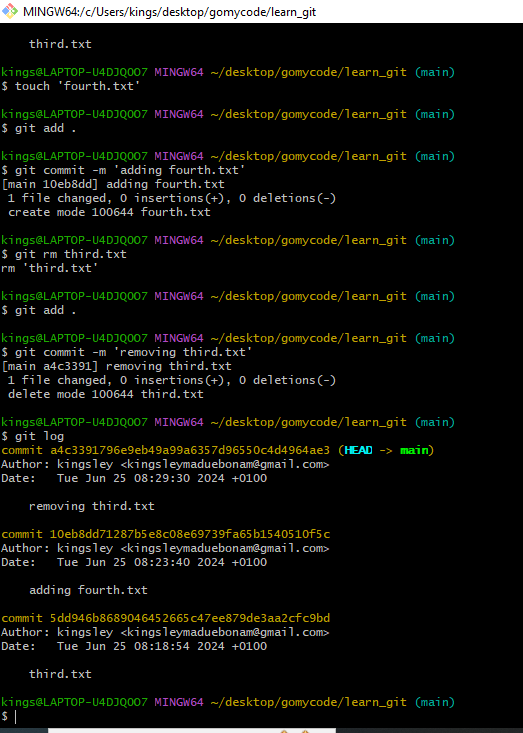 MINGW64:/c/Users/kings/desktop/gomycode/learn_git
third.txt
kings@LAPTOP-U4DJQ0O7 MINGW64 ~/desktop/gomycode/learn_git (main)
$ touch 'fourth.txt'
kings@LAPTOP-U4DJQ0O7 MINGW64 ~/desktop/gomycode/learn_git (main)
$ git add .
kings@LAPTOP-U4DJQ0O7 MINGW64 ~/desktop/gomycode/learn_git (main)
$ git commit -m 'adding fourth.txt'
[main 10eb8dd] adding fourth.txt
1 file changed, 0 insertions(+), 0 deletions(-)
create mode 100644 fourth.txt
kings@LAPTOP-U4DJQ0O7 MINGW64 ~/desktop/gomycode/learn_git (main)
$ git rm third.txt
rm 'third.txt'
kings@LAPTOP-U4DJQ0O7 MINGW64 ~/desktop/gomycode/learn_git (main)
$ git add .
kings@LAPTOP-U4DJQ0O7 MINGW64 ~/desktop/gomycode/learn_git (main)
$ git commit -m 'removing third.txt'
[main a4c3391] removing third.txt
1 file changed, 0 insertions(+), 0 deletions(-)
delete mode 100644 third.txt
kings@LAPTOP-U4DJQ0O7 MINGW64 ~/desktop/gomycode/learn_git (main)
$ git log
commit a4c3391796e9eb49a99a6357d96550c4d4964ae3 (HEAD -> main)
Author: kingsley <kingsleymaduebonam@gmail.com>
Date: Tue Jun 25 08:29:30 2024 +0100
removing third.txt
commit 10eb8dd71287b5e8c08e69739fa65b1540510f5c
Author: kingsley <kingsleymaduebonam@gmail.com>
Date: Tue Jun 25 08:23:40 2024 +0100
adding fourth.txt
commit 5dd946b8689046452665c47ee879de3aa2cfc9bd
Author: kingsley <kingsleymaduebonam@gmail.com>
Date: Tue Jun 25 08:18:54 2024 +0100
third.txt
kings@LAPTOP-U4DJQ0O7 MINGW64 ~/desktop/gomycode/learn_git (main)
$